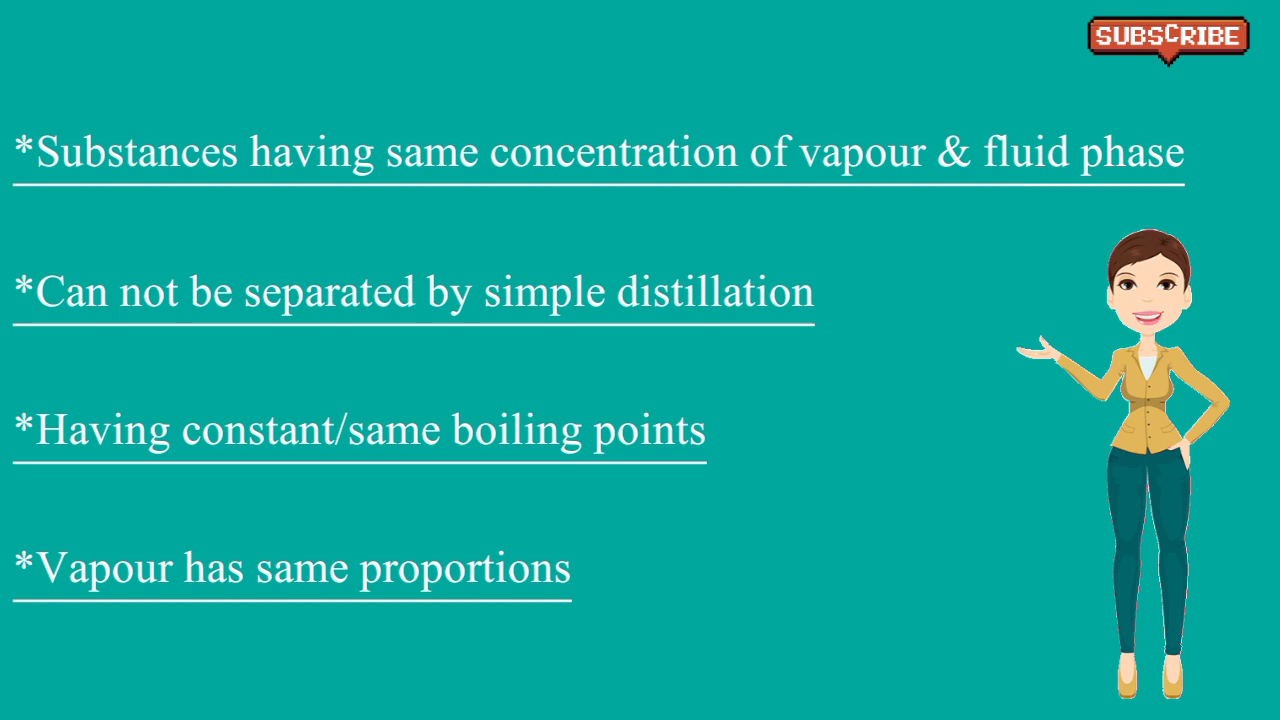 SUBSCRIBE
*Substances having same concentration of vapour & fluid phase
*Can not be separated by simple distillation
*Having constant/same boiling points
*Vapour has same proportions